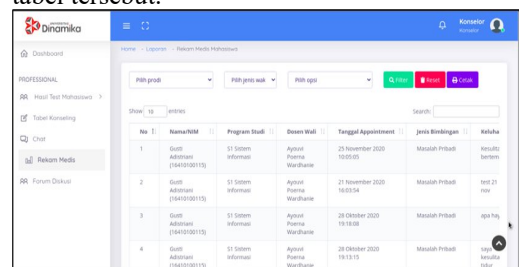 tabel tersebut.
UNIVERSITAS
Dinamika
Konselor
Konselor
Dashboard
Home > Laporan > Rekam Medis Mahasiswa
PROFESSIONAL
Hasil Test Mahasiswa >
Tabel Konseling
Chat
Rekam Medis
Forum Diskusi
Pilih prodi
Pilih jenis wak
Pilih opsi
Filter
Reset
Cetak
Show 10 entries
Search:
No Nama/NIM Program Studi Dosen Wali Tanggal Appointment Jenis Bimbingan Keluha
1 Gusti Adistriani (16410100115) S1 Sistem Informasi Ayouvi Poerna Wardhanie 25 November 2020 10:05:05 Masalah Pribadi Kesulita bertem
2 Gusti Adistriani (16410100115) S1 Sistem Informasi Ayouvi Poerna Wardhanie 21 November 2020 16:03:54 Masalah Pribadi test 21 nov
3 Gusti Adistriani (16410100115) S1 Sistem Informasi Ayouvi Poerna Wardhanie 28 Oktober 2020 19:18:08 Masalah Pribadi apa hay
4 Gusti Adistriani (16410100115) S1 Sistem Informasi Ayouvi Poerna Wardhanie 28 Oktober 2020 19:13:15 Masalah Pribadi saya kesulita tidur